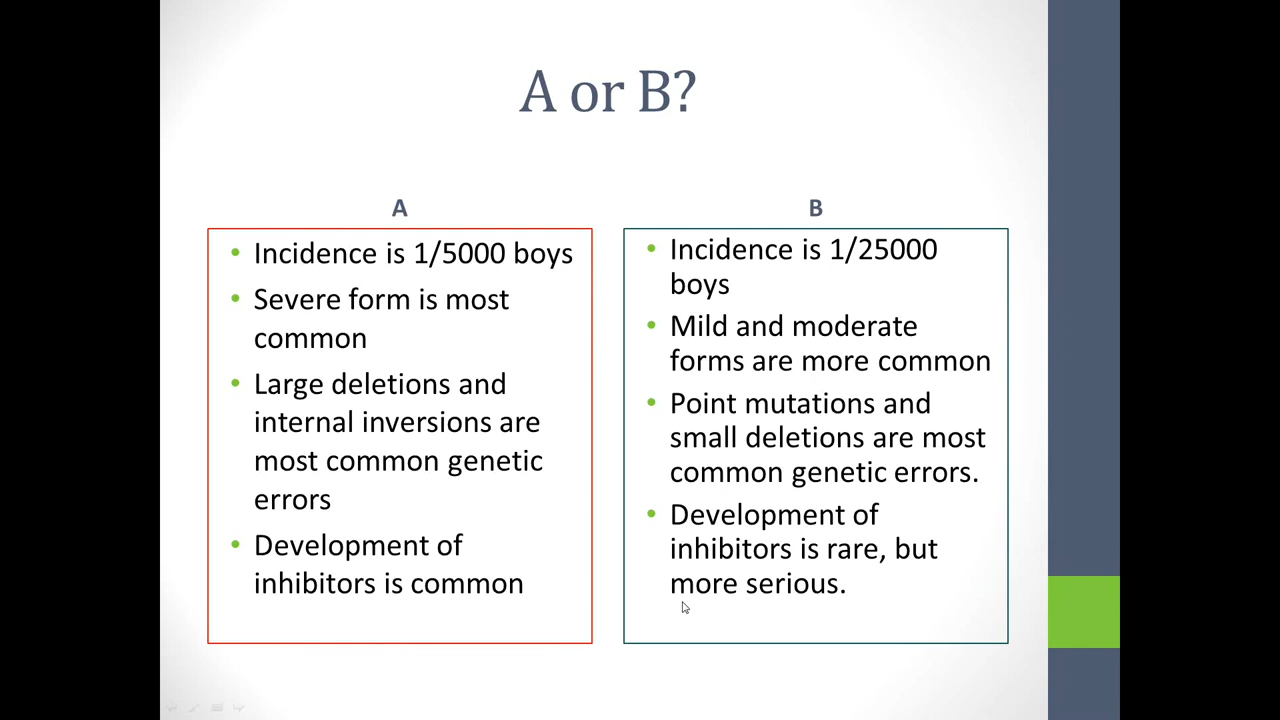 A or B?
A
• Incidence is 1/5000 boys
• Severe form is most
common
• Large deletions and
internal inversions are
most common genetic
errors
• Development of
inhibitors is common
B
• Incidence is 1/25000
boys
• Mild and moderate
forms are more common
• Point mutations and
small deletions are most
common genetic errors.
• Development of
inhibitors is rare, but
more serious.